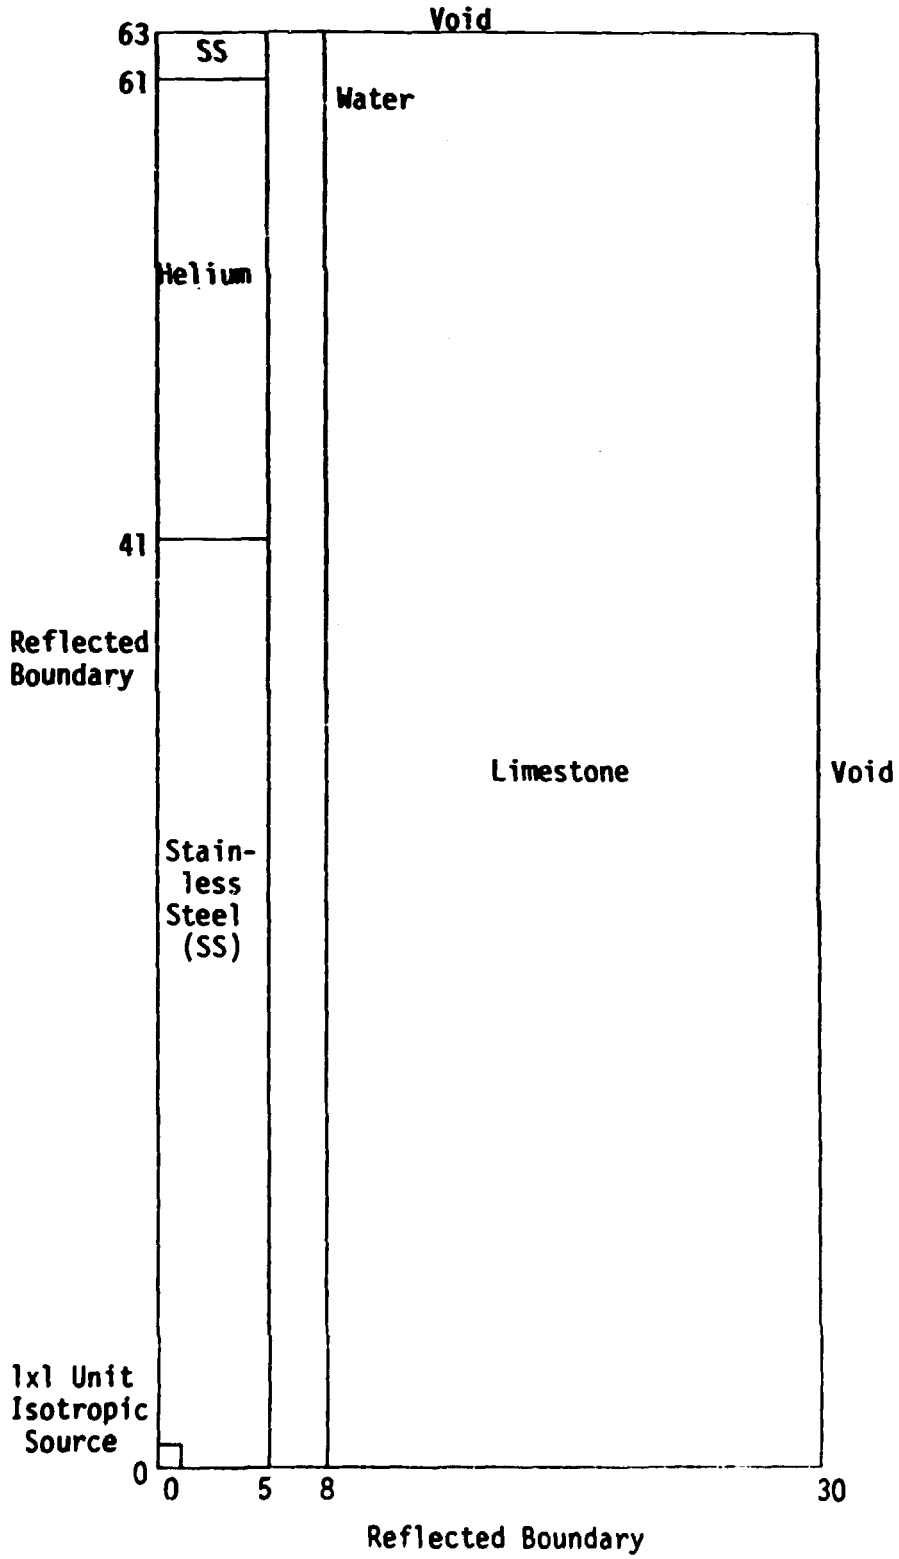 Void
63
SS
61
Water
Helium
41
Reflected
Boundary
Limestone
Void
Stain-
less
Steel
(SS)
1x1 Unit
Isotropic
Source
0
0 5 8 30
Reflected Boundary